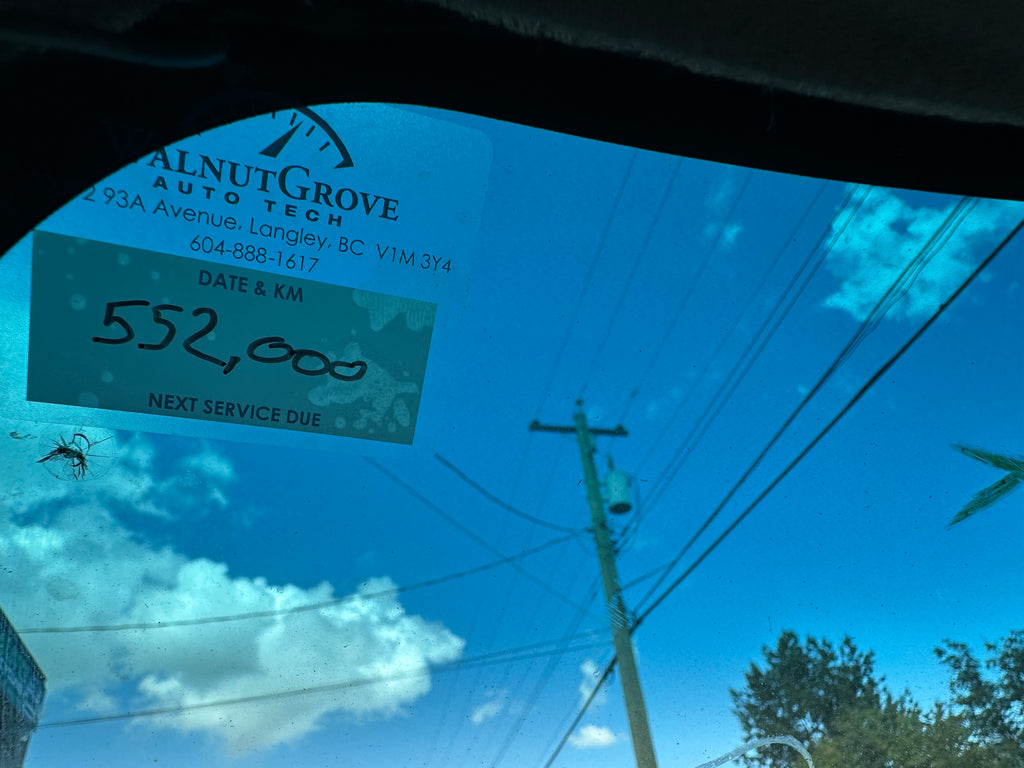 WALNUTGROVE
AUTO TECH
2 93A Avenue, Langley, BC V1M 3Y4
604-888-1617
DATE & KM
552,000
NEXT SERVICE DUE